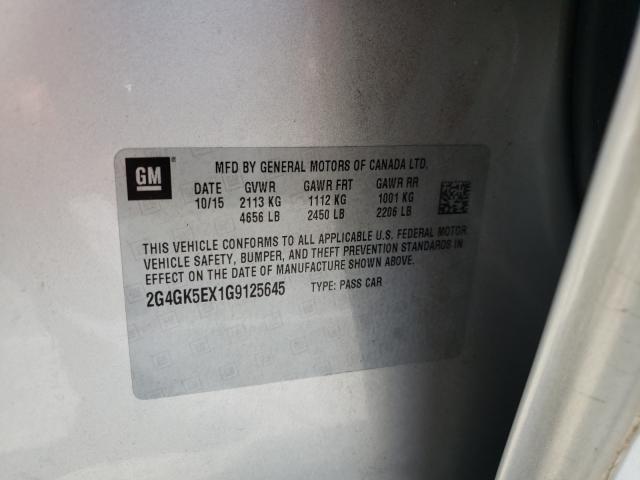 GM
MFD BY GENERAL MOTORS OF CANADA LTD.
DATE GVWR GAWR FRT GAWR RR
10/15 2113 KG 1112 KG 1001 KG
4656 LB 2450 LB 2206 LB
THIS VEHICLE CONFORMS TO ALL APPLICABLE U.S. FEDERAL MOTOR
VEHICLE SAFETY, BUMPER, AND THEFT PREVENTION STANDARDS IN
EFFECT ON THE DATE OF MANUFACTURE SHOWN ABOVE.
2G4GK5EX1G9125645 TYPE: PASS CAR